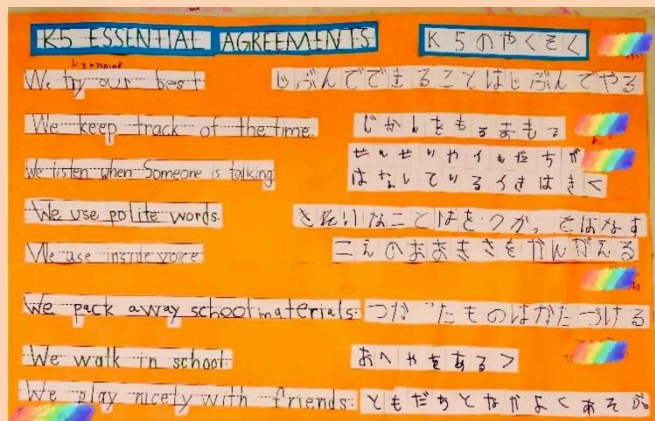 K5 ESSENTIAL AGREEMENTS K5のやくそく
We try our best じぶんでできることはじぶんでやる
We keep track of the time. じかんをまもる
We listen when Someone is talking せんせいやともだちが
はなしているときはきく
We use polite words. きれいなことばをつかって はなす
We use inside voice こえのおおきさをかんがえる
We pack away school materials. つかったものはかたづける
We walk in school. おへやをあるく
We play nicely with friends. ともだちとなかよくあそぶ